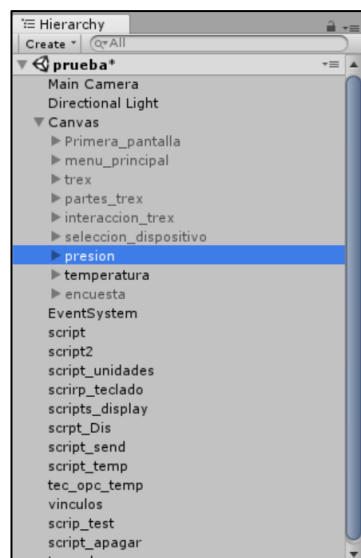 Hierarchy
Create All
prueba*
Main Camera
Directional Light
Canvas
Primera_pantalla
menu_principal
trex
partes_trex
interaccion_trex
seleccion_dispositivo
presion
temperatura
encuesta
EventSystem
script
script2
script_unidades
scrirp_teclado
scripts_display
scrpt_Dis
script_send
script_temp
tec_opc_temp
vinculos
scrip_test
script_apagar